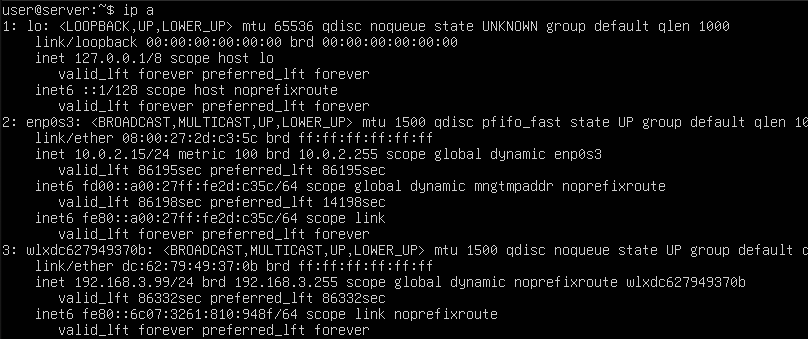 user@server:~$ ip a
1: lo: <LOOPBACK,UP,LOWER_UP> mtu 65536 qdisc noqueue state UNKNOWN group default qlen 1000
link/loopback 00:00:00:00:00:00 brd 00:00:00:00:00:00
inet 127.0.0.1/8 scope host lo
valid_lft forever preferred_lft forever
inet6 ::1/128 scope host noprefixroute
valid_lft forever preferred_lft forever
2: enp0s3: <BROADCAST,MULTICAST,UP,LOWER_UP> mtu 1500 qdisc pfifo_fast state UP group default qlen 10
link/ether 08:00:27:2d:c3:5c brd ff:ff:ff:ff:ff:ff
inet 10.0.2.15/24 metric 100 brd 10.0.2.255 scope global dynamic enp0s3
valid_lft 86195sec preferred_lft 86195sec
inet6 fd00::a00:27ff:fe2d:c35c/64 scope global dynamic mngtmpaddr noprefixroute
valid_lft 86198sec preferred_lft 14198sec
inet6 fe80::a00:27ff:fe2d:c35c/64 scope link
valid_lft forever preferred_lft forever
3: wlxdc627949370b: <BROADCAST,MULTICAST,UP,LOWER_UP> mtu 1500 qdisc noqueue state UP group default q
link/ether dc:62:79:49:37:0b brd ff:ff:ff:ff:ff:ff
inet 192.168.3.99/24 brd 192.168.3.255 scope global dynamic noprefixroute wlxdc627949370b
valid_lft 86332sec preferred_lft 86332sec
inet6 fe80::6c07:3261:810:948f/64 scope link noprefixroute
valid_lft forever preferred_lft forever